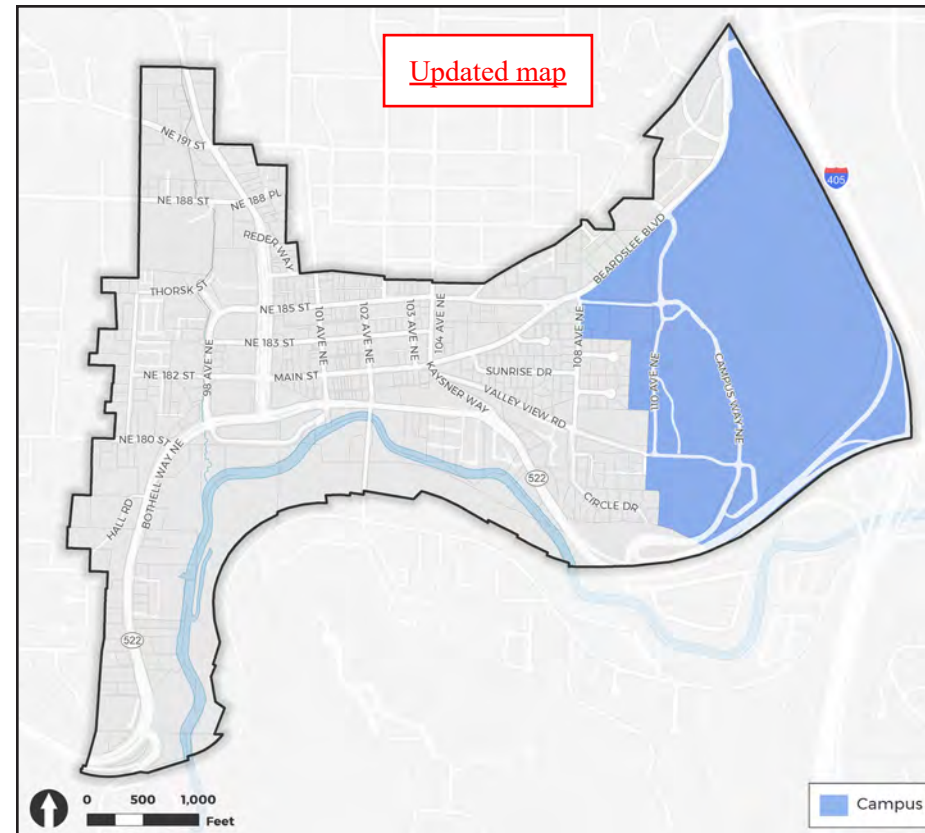 Updated map
405
NE 191 ST
NE 188 ST
NE 188 PL
REDER WAY
BEARDSLEE BLVD
THORSK ST
NE 185 ST
101 AVE NE
102 AVE NE
103 AVE NE
104 AVE NE
108 AVE NE
NE 183 ST
98 AVE NE
NE 182 ST
MAIN ST
SUNRISE DR
KAYSNER WAY
VALLEY VIEW RD
110 AVE NE
CAMPUS WAY NE
NE 180 ST
BOTHELL WAY NE
HALL RD
522
CIRCLE DR
522
0 500 1,000
Feet
Campus